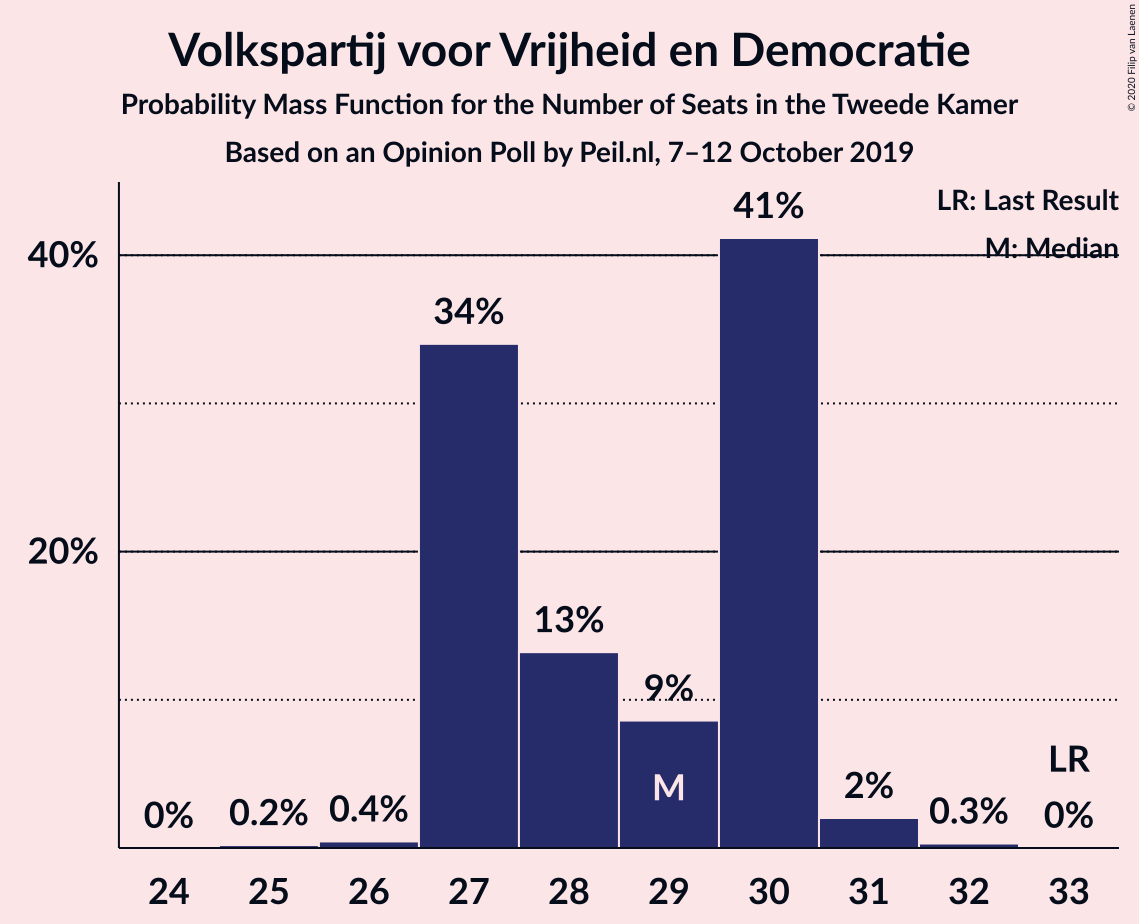 Volkspartij voor Vrijheid en Democratie
Probability Mass Function for the Number of Seats in the Tweede Kamer
Based on an Opinion Poll by Peil.nl, 7–12 October 2019
© 2020 Filip van Laenen
LR: Last Result
M: Median
40%
20%
0%
0.2%
0.4%
34%
13%
9%
41%
2%
0.3%
0%
M
LR
24 25 26 27 28 29 30 31 32 33